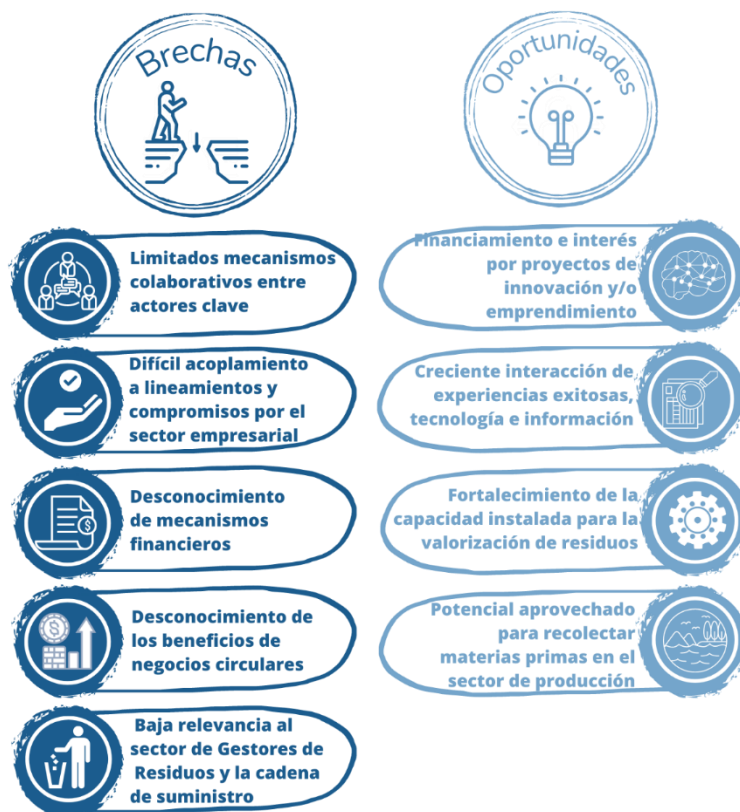 Brechas
Limitados mecanismos
colaborativos entre
actores clave
Difícil acoplamiento
a lineamientos y
compromisos por el
sector empresarial
Desconocimiento
de mecanismos
financieros
Desconocimiento de
los beneficios de
negocios circulares
Baja relevancia al
sector de Gestores de
Residuos y la cadena
de suministro
Oportunidades
Financiamiento e interés
por proyectos de
innovación y/o
emprendimiento
Creciente interacción de
experiencias exitosas,
tecnología e información
Fortalecimiento de la
capacidad instalada para la
valorización de residuos
Potencial aprovechado
para recolectar
materias primas en el
sector de producción